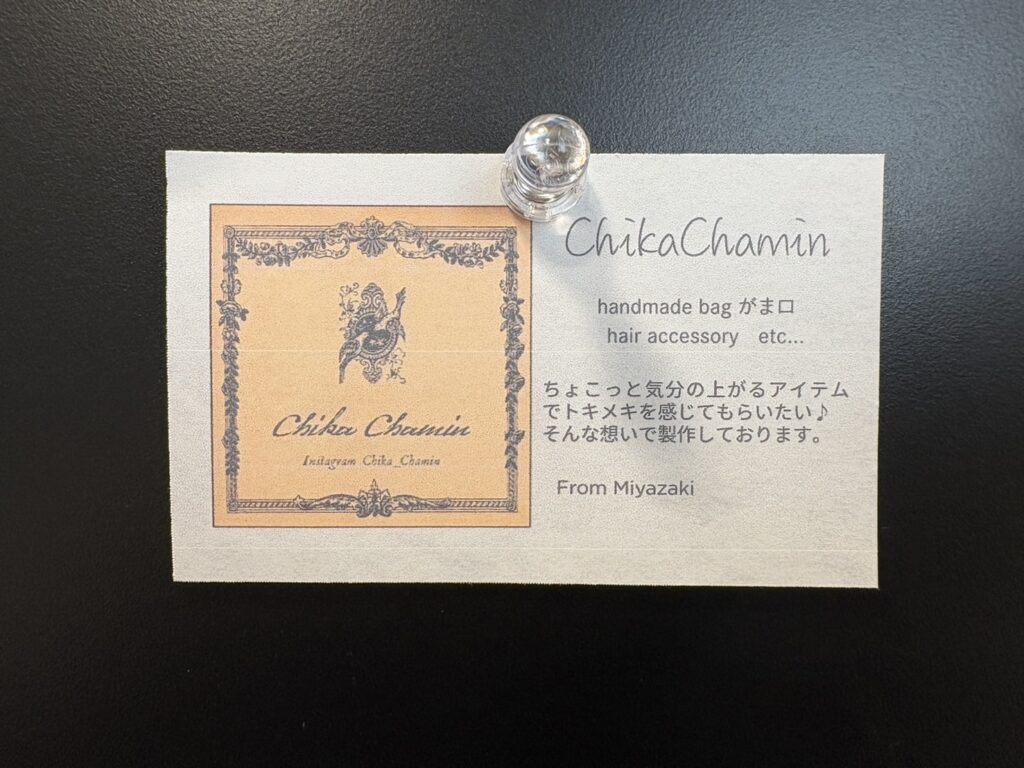 Chika Chamin
Instagram Chika_Chamin
ChikaChamin
handmade bag がま口
hair accessory etc...
ちょこっと気分の上がるアイテム
でトキメキを感じてもらいたい♪
そんな想いで製作しております。
From Miyazaki